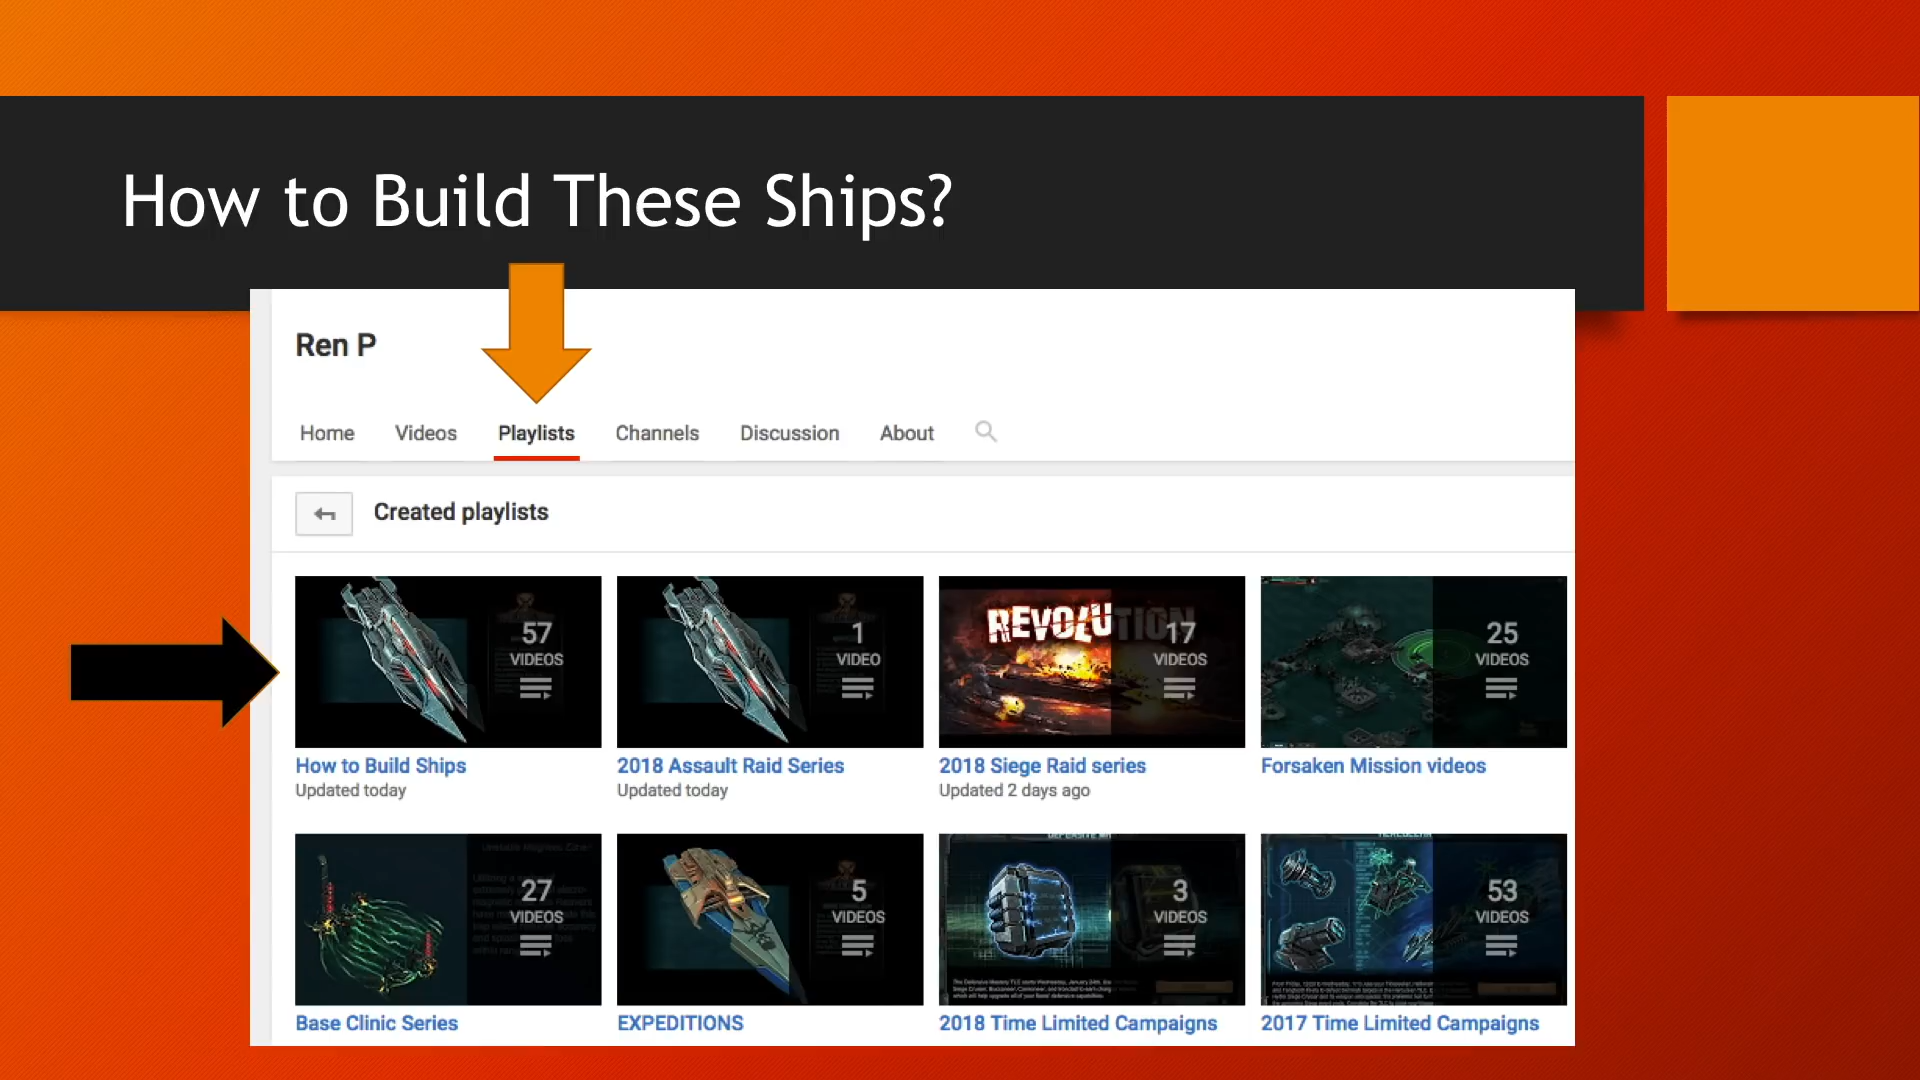 How to Build These Ships?
Ren P
Home Videos Playlists Channels Discussion About
Created playlists
57 VIDEOS
1 VIDEO
REVOLUTION
17 VIDEOS
25 VIDEOS
How to Build Ships
Updated today
2018 Assault Raid Series
Updated today
2018 Siege Raid series
Updated 2 days ago
Forsaken Mission videos
27 VIDEOS
5 VIDEOS
3 VIDEOS
53 VIDEOS
Base Clinic Series
EXPEDITIONS
2018 Time Limited Campaigns
2017 Time Limited Campaigns